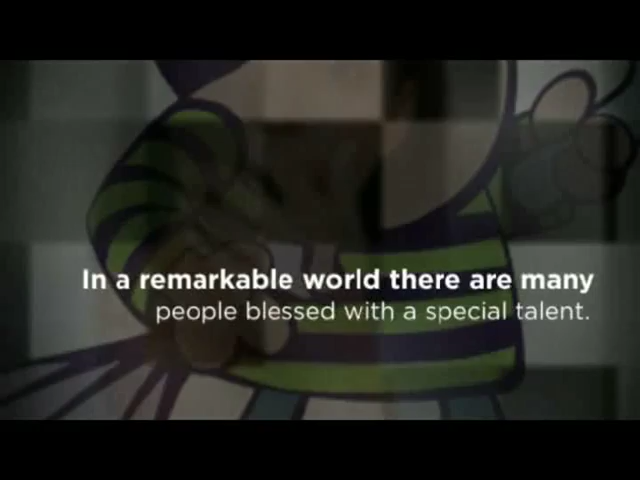 In a remarkable world there are many
people blessed with a special talent.